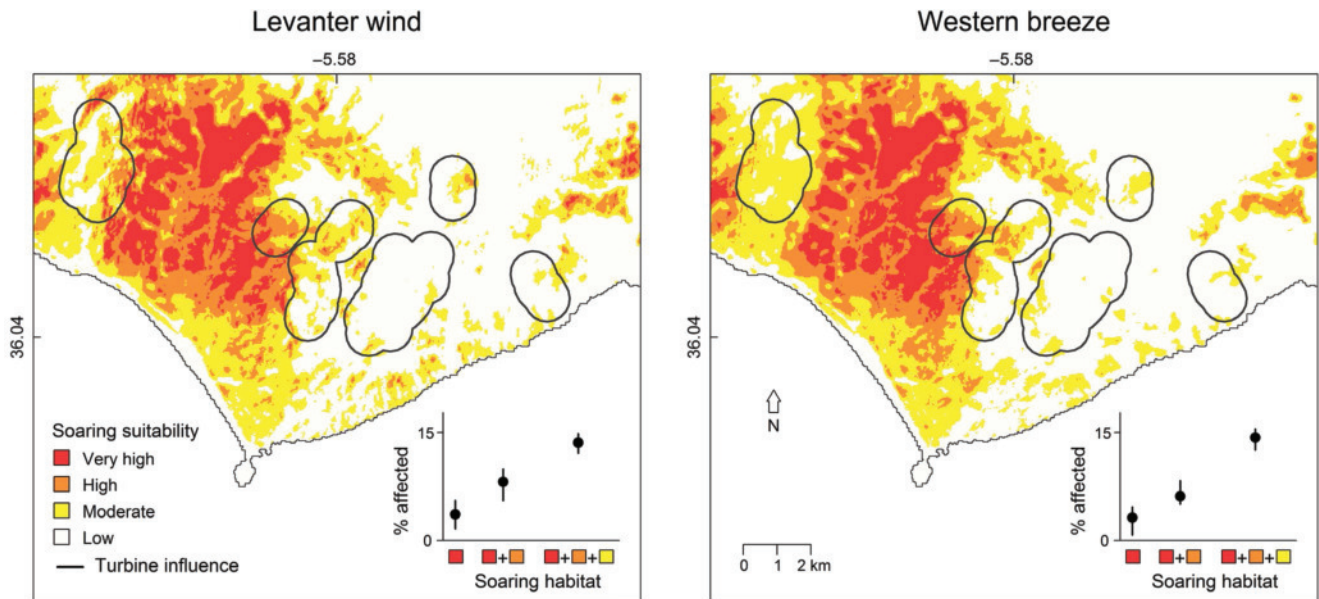 Levanter wind
–5.58
36.04
Soaring suitability
Very high
High
Moderate
Low
Turbine influence
15
0
% affected
+
+ +
Soaring habitat
Western breeze
–5.58
36.04
N
0 1 2 km
15
0
% affected
+
+ +
Soaring habitat